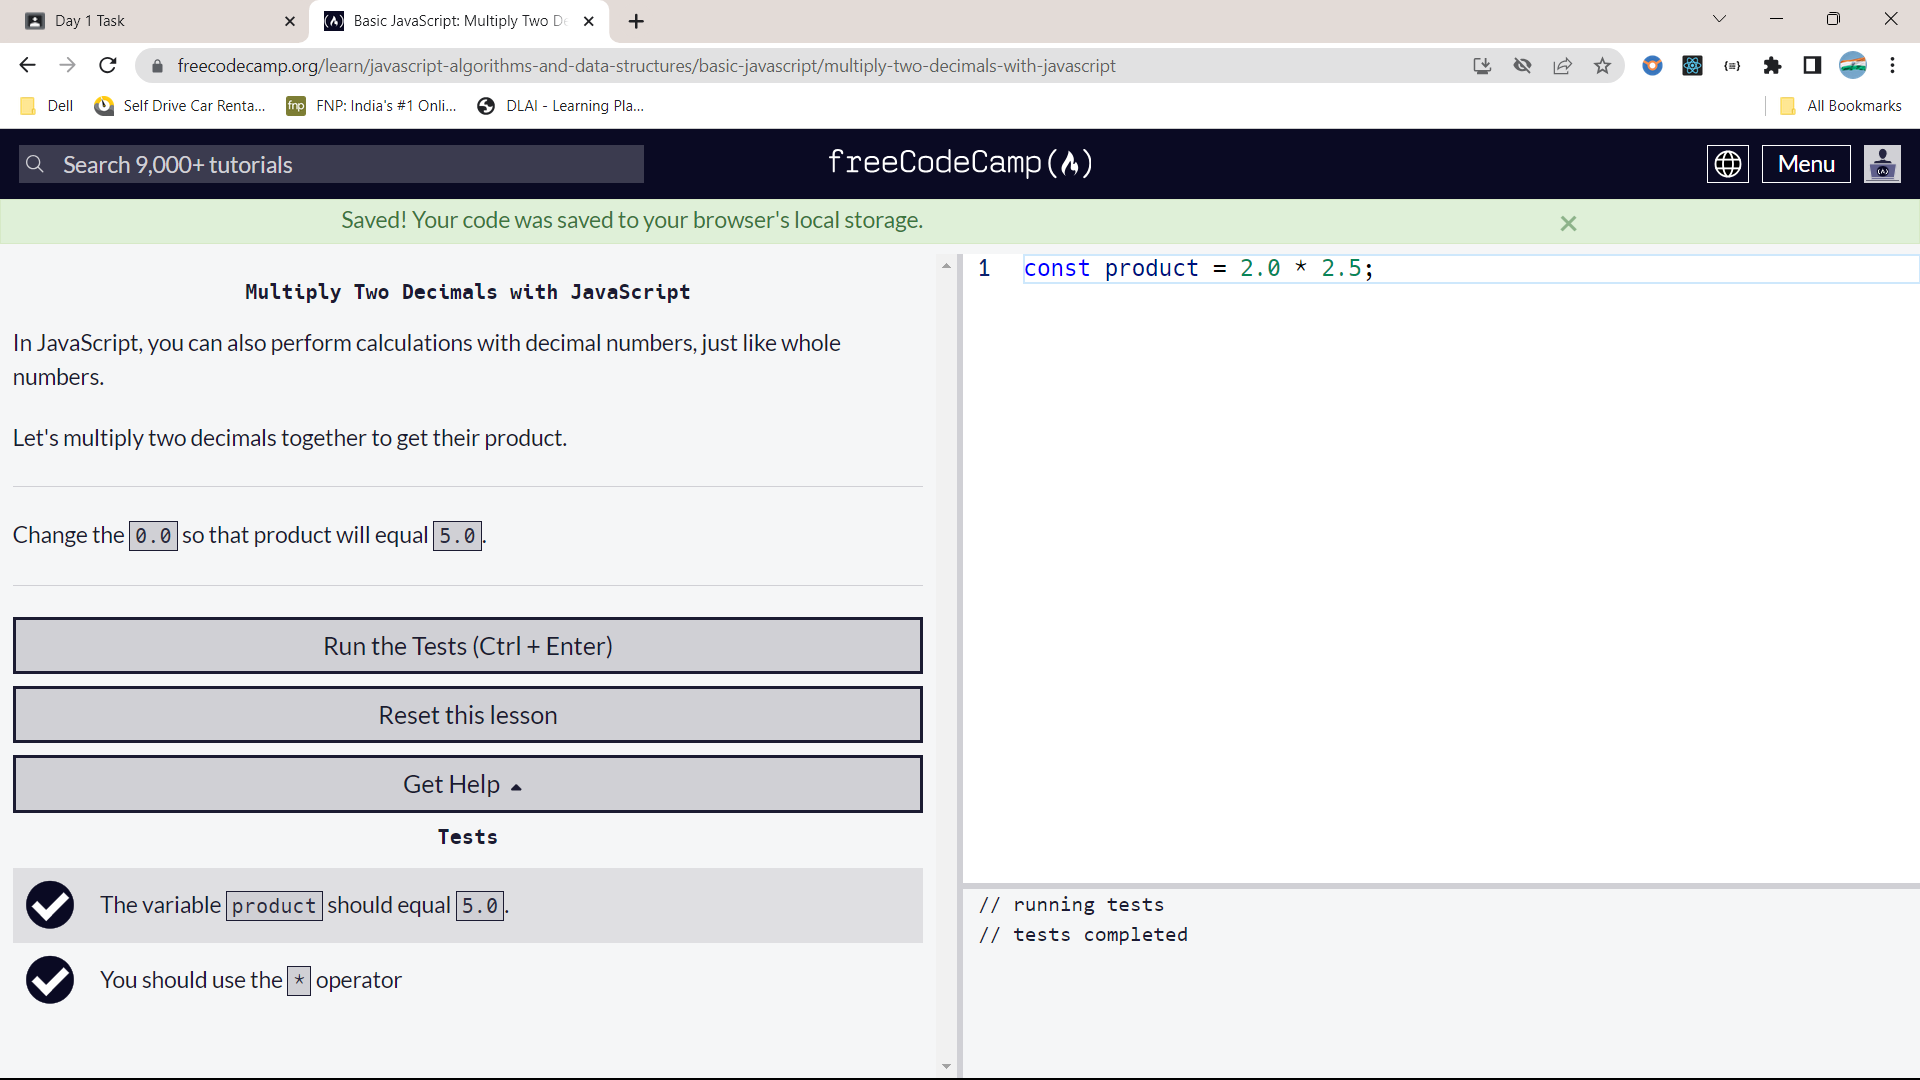 Day 1 Task
Basic JavaScript: Multiply Two De
freecodecamp.org/learn/javascript-algorithms-and-data-structures/basic-javascript/multiply-two-decimals-with-javascript
Dell
Self Drive Car Renta...
fnp FNP: India's #1 Onli...
DLAI - Learning Pla...
All Bookmarks
Search 9,000+ tutorials
freeCodeCamp
Menu
Saved! Your code was saved to your browser's local storage.
Multiply Two Decimals with JavaScript
In JavaScript, you can also perform calculations with decimal numbers, just like whole
numbers.
Let's multiply two decimals together to get their product.
Change the 0.0 so that product will equal 5.0.
Run the Tests (Ctrl + Enter)
Reset this lesson
Get Help
Tests
The variable product should equal 5.0.
You should use the * operator
1 const product = 2.0 * 2.5;
// running tests
// tests completed